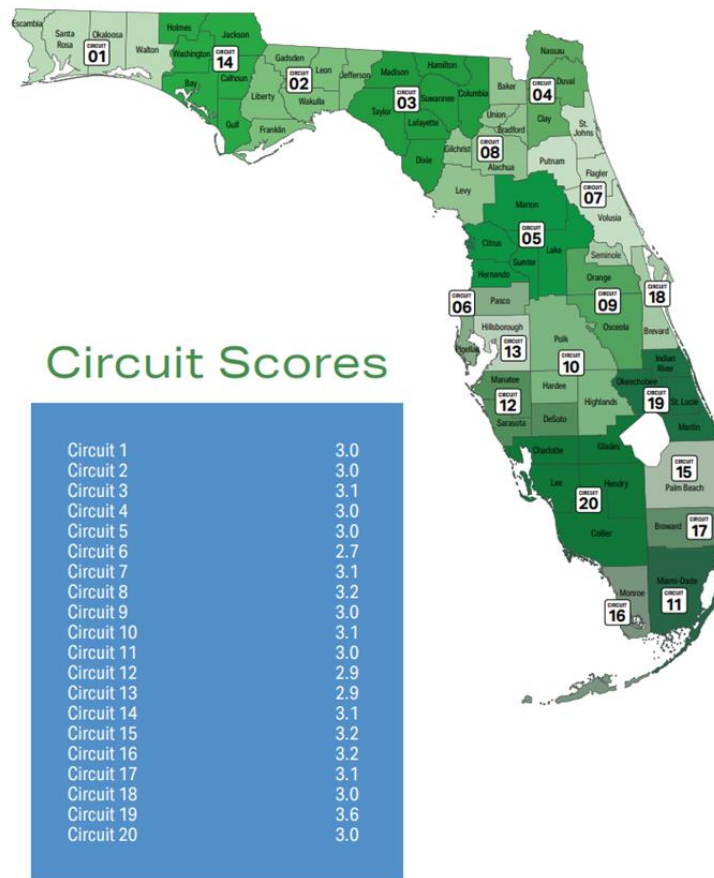 Escambia
Santa Rosa
Okaloosa
Walton
CIRCUIT 01
Holmes
Jackson
Washington
CIRCUIT 14
Bay
Calhoun
Gulf
Gadsden
Leon
Jefferson
CIRCUIT 02
Liberty
Wakulla
Franklin
Madison
Hamilton
CIRCUIT 03
Taylor
Suwannee
Columbia
Lafayette
Dixie
Nassau
Baker
CIRCUIT 04
Duval
Clay
Union
Bradford
Gilchrist
CIRCUIT 08
Alachua
Levy
St. Johns
Putnam
Flagler
CIRCUIT 07
Volusia
Marion
CIRCUIT 05
Citrus
Sumter
Lake
Hernando
Seminole
Orange
CIRCUIT 09
CIRCUIT 18
Osceola
Brevard
CIRCUIT 06
Pasco
Pinellas
Hillsborough
CIRCUIT 13
Polk
CIRCUIT 10
Hardee
Highlands
Indian River
Okeechobee
CIRCUIT 19
St. Lucie
Martin
Manatee
CIRCUIT 12
Sarasota
DeSoto
Charlotte
Glades
Lee
Hendry
CIRCUIT 20
Collier
CIRCUIT 15
Palm Beach
Broward
CIRCUIT 17
Monroe
CIRCUIT 16
Miami-Dade
CIRCUIT 11
Circuit Scores
Circuit 1 3.0
Circuit 2 3.0
Circuit 3 3.1
Circuit 4 3.0
Circuit 5 3.0
Circuit 6 2.7
Circuit 7 3.1
Circuit 8 3.2
Circuit 9 3.0
Circuit 10 3.1
Circuit 11 3.0
Circuit 12 2.9
Circuit 13 2.9
Circuit 14 3.1
Circuit 15 3.2
Circuit 16 3.2
Circuit 17 3.1
Circuit 18 3.0
Circuit 19 3.6
Circuit 20 3.0